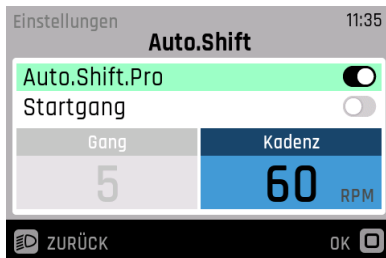 Einstellungen 11:35
Auto.Shift
Auto.Shift.Pro
Startgang
Gang Kadenz
5 60 RPM
ZURÜCK OK